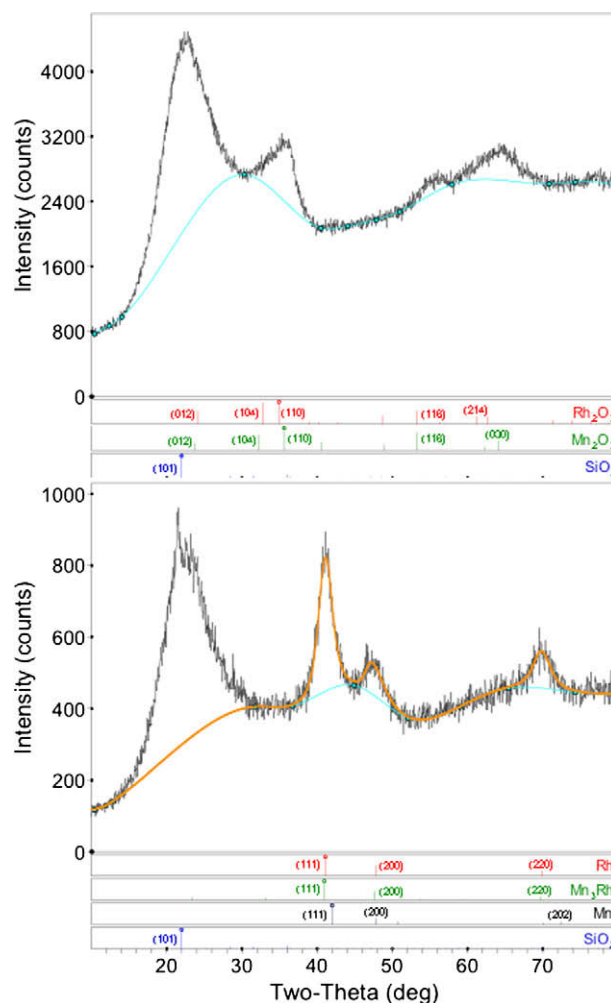 4000
3200
2400
1600
800
0
Intensity (counts)
(012) (104) (110) (116) (214) Rh₂O
(012) (104) (110) (116) (000) Mn₂O
(101) SiO
1000
800
600
400
200
0
Intensity (counts)
(111) (200) (220) Rh
(111) (200) (220) Mn₃Rh
(111) (200) (202) Mn
(101) SiO
20 30 40 50 60 70
Two-Theta (deg)